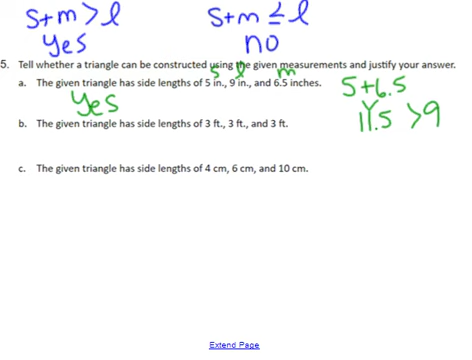 s+m > l
yes
s+m ≤ l
no
5. Tell whether a triangle can be constructed using the given measurements and justify your answer.
s l m
a. The given triangle has side lengths of 5 in., 9 in., and 6.5 inches.
yes
5+6.5
11.5 > 9
b. The given triangle has side lengths of 3 ft., 3 ft., and 3 ft.
c. The given triangle has side lengths of 4 cm, 6 cm, and 10 cm.
Extend Page